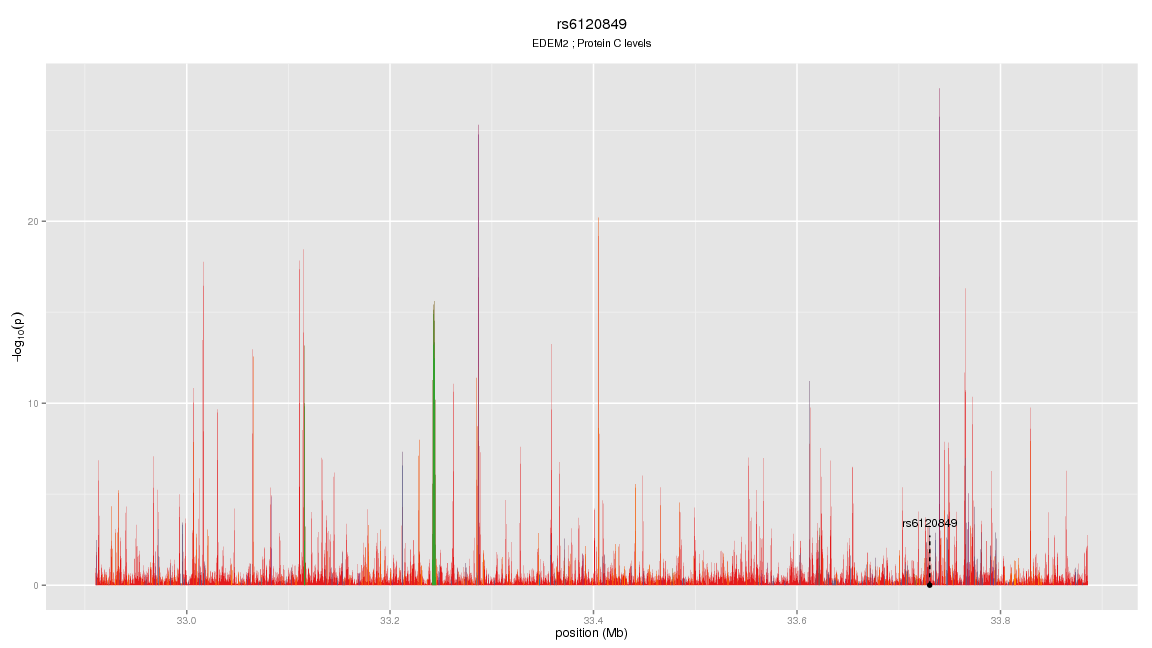 rs6120849
EDEM2 ; Protein C levels
−log10(p)
20
10
0
rs6120849
33.0
33.2
33.4
33.6
33.8
position (Mb)